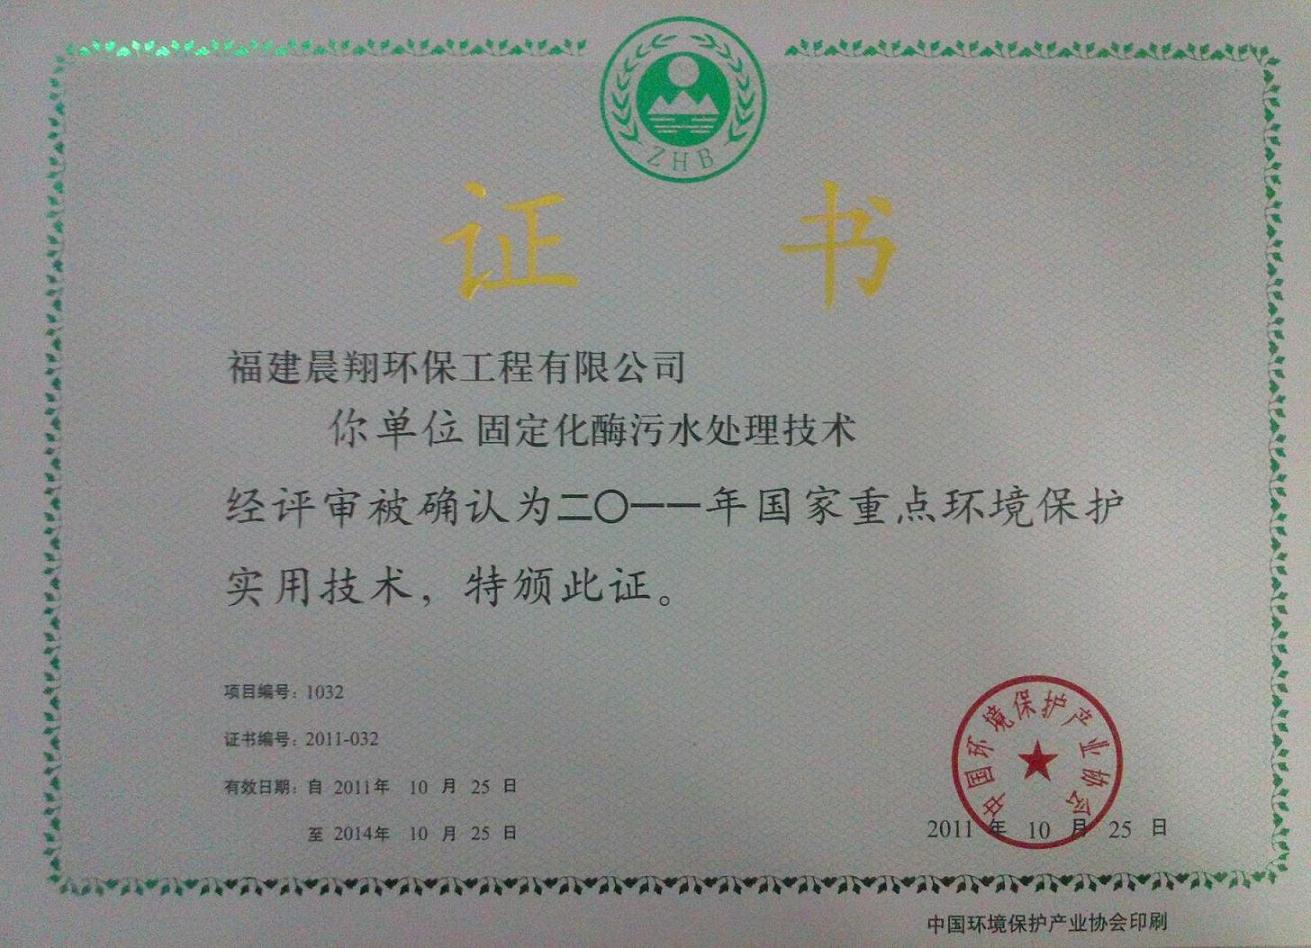 ZHB
证 书
福建晨翔环保工程有限公司
你单位 固定化酶污水处理技术
经评审被确认为二〇一一年国家重点环境保护
实用技术，特颁此证。
项目编号：1032
证书编号：2011-032
有效日期：自 2011年 10 月 25 日
至 2014年 10 月 25 日
中国环境保护产业协会
2011 年 10 月 25 日
中国环境保护产业协会印刷